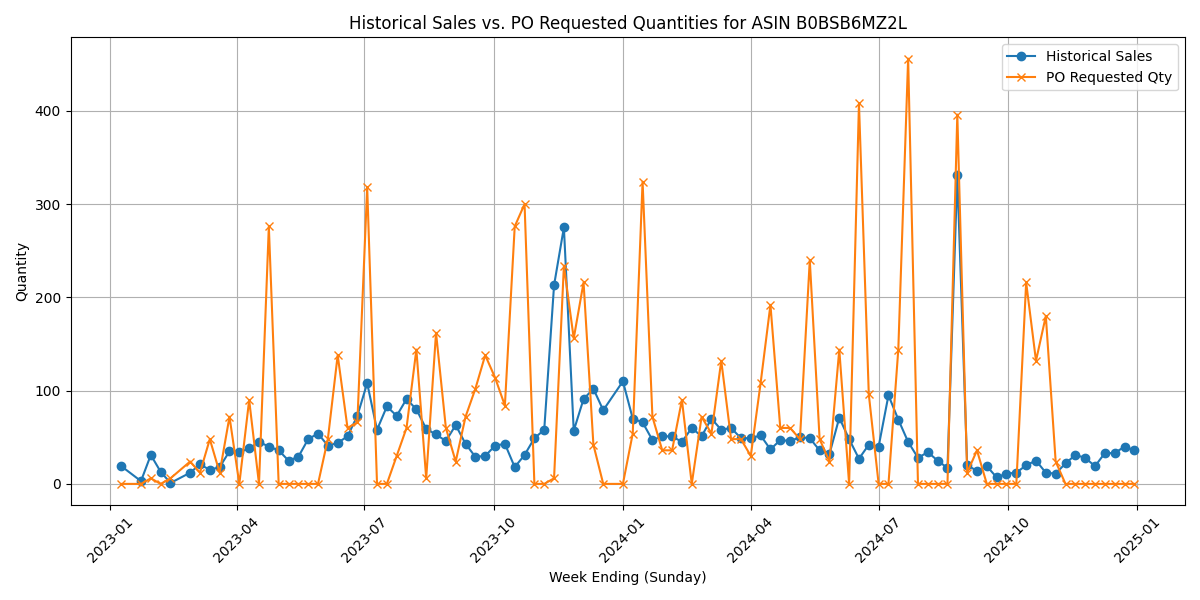 Historical Sales vs. PO Requested Quantities for ASIN B0BSB6MZ2L
Historical Sales
PO Requested Qty
Quantity
400
300
200
100
0
2023-01
2023-04
2023-07
2023-10
2024-01
2024-04
2024-07
2024-10
2025-01
Week Ending (Sunday)